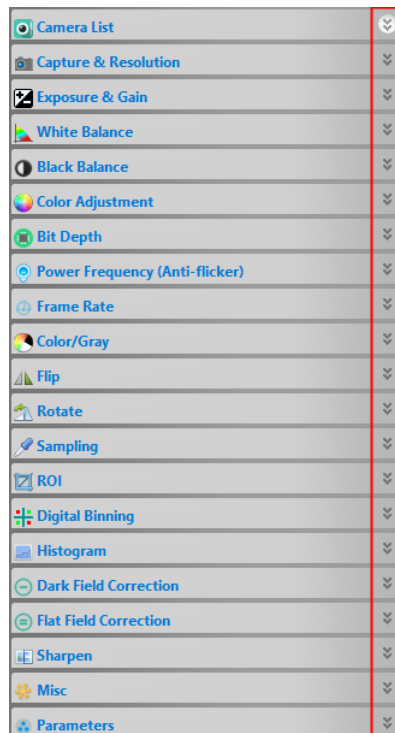 Camera List
Capture & Resolution
Exposure & Gain
White Balance
Black Balance
Color Adjustment
Bit Depth
Power Frequency (Anti-flicker)
Frame Rate
Color/Gray
Flip
Rotate
Sampling
ROI
Digital Binning
Histogram
Dark Field Correction
Flat Field Correction
Sharpen
Misc
Parameters